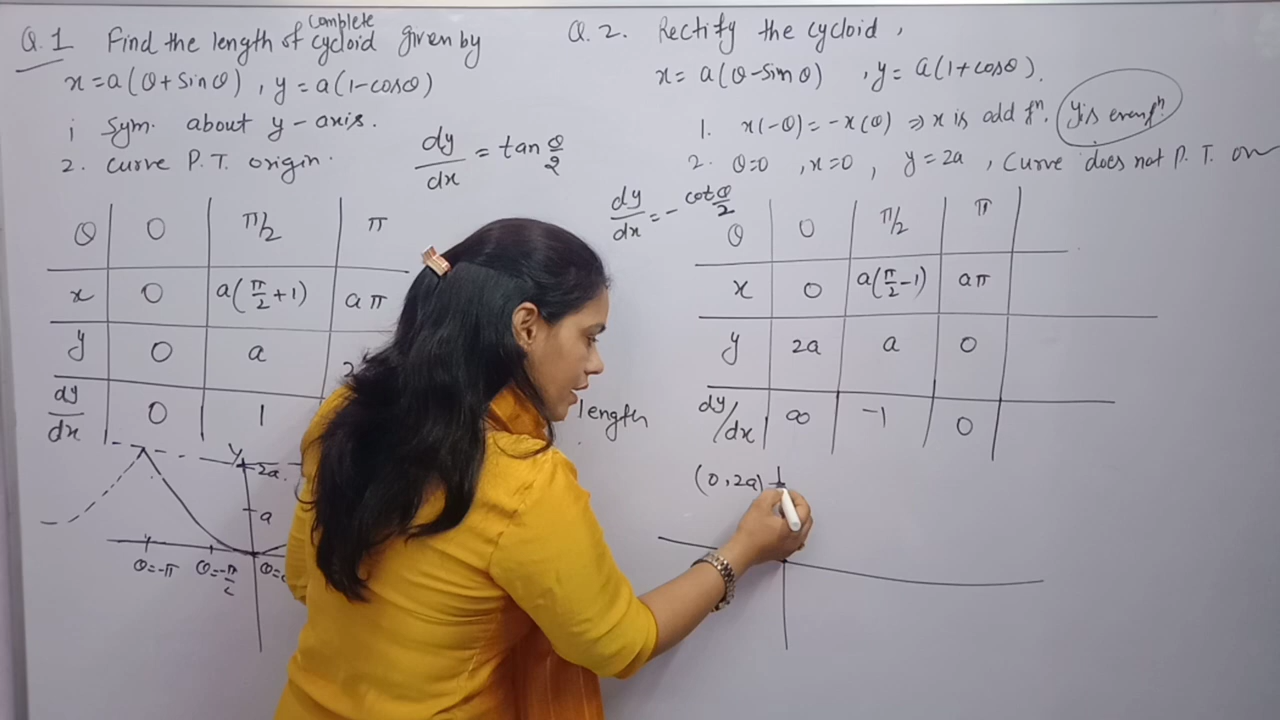 Q.1 Find the length of complete cycloid given by
x = a(θ + sinθ), y = a(1 - cosθ)
i Sym. about y-axis.
2. curve P.T. origin.
dy/dx = tan θ/2
θ 0 π/2 π
x 0 a(π/2 + 1) aπ
y 0 a 2
dy/dx 0 1
length
y
2a.
a
θ=-π θ=-π/2 θ=
Q.2. Rectify the cycloid,
x = a(θ - sinθ), y = a(1 + cosθ).
1. x(-θ) = -x(θ) ⇒ x is odd fⁿ. y is even fⁿ.
2. θ=0, x=0, y=2a, Curve does not P.T. on
dy/dx = -cot θ/2
θ 0 π/2 π
x 0 a(π/2 - 1) aπ
y 2a a 0
dy/dx ∞ -1 0
(0, 2a)